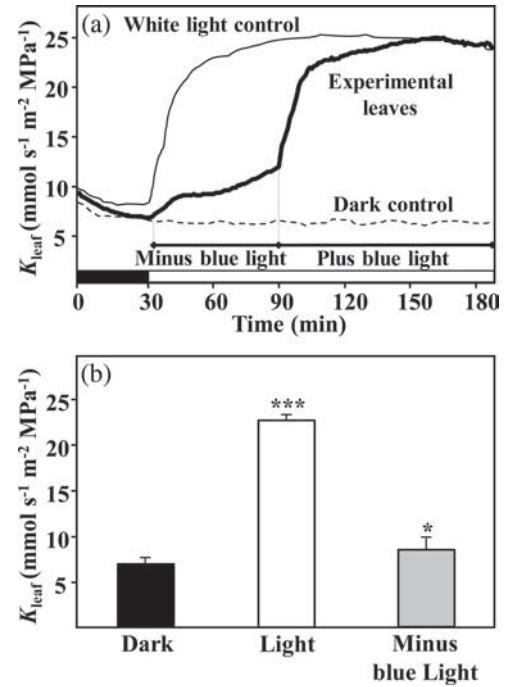 (a)
White light control
25
20
15
10
5
K leaf (mmol s⁻¹ m⁻² MPa⁻¹)
Experimental
leaves
Dark control
Minus blue light
Plus blue light
0 30 60 90 120 150 180
Time (min)
(b)
25
20
15
10
5
K leaf (mmol s⁻¹ m⁻² MPa⁻¹)
***
*
Dark
Light
Minus
blue Light